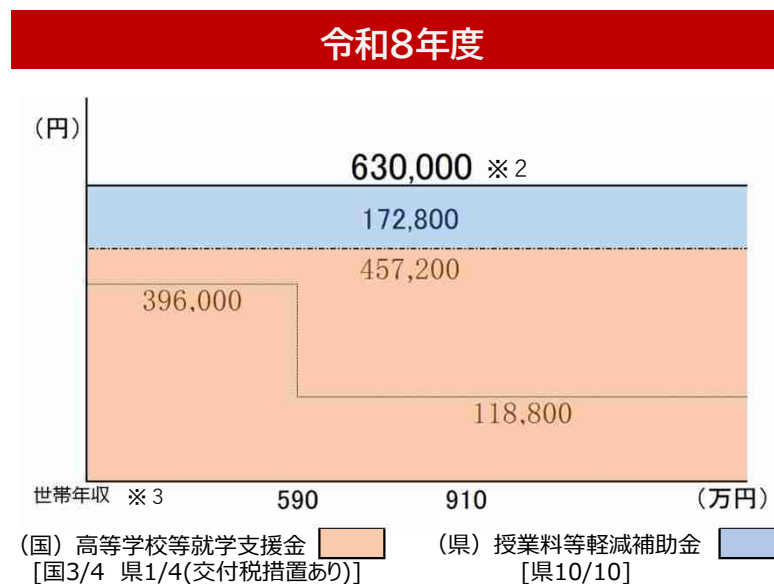 令和8年度
（円）
630,000 ※2
172,800
457,200
396,000
118,800
世帯年収 ※3 590 910 （万円）
（国）高等学校等就学支援金 （県）授業料等軽減補助金
[国3/4 県1/4(交付税措置あり)] [県10/10]